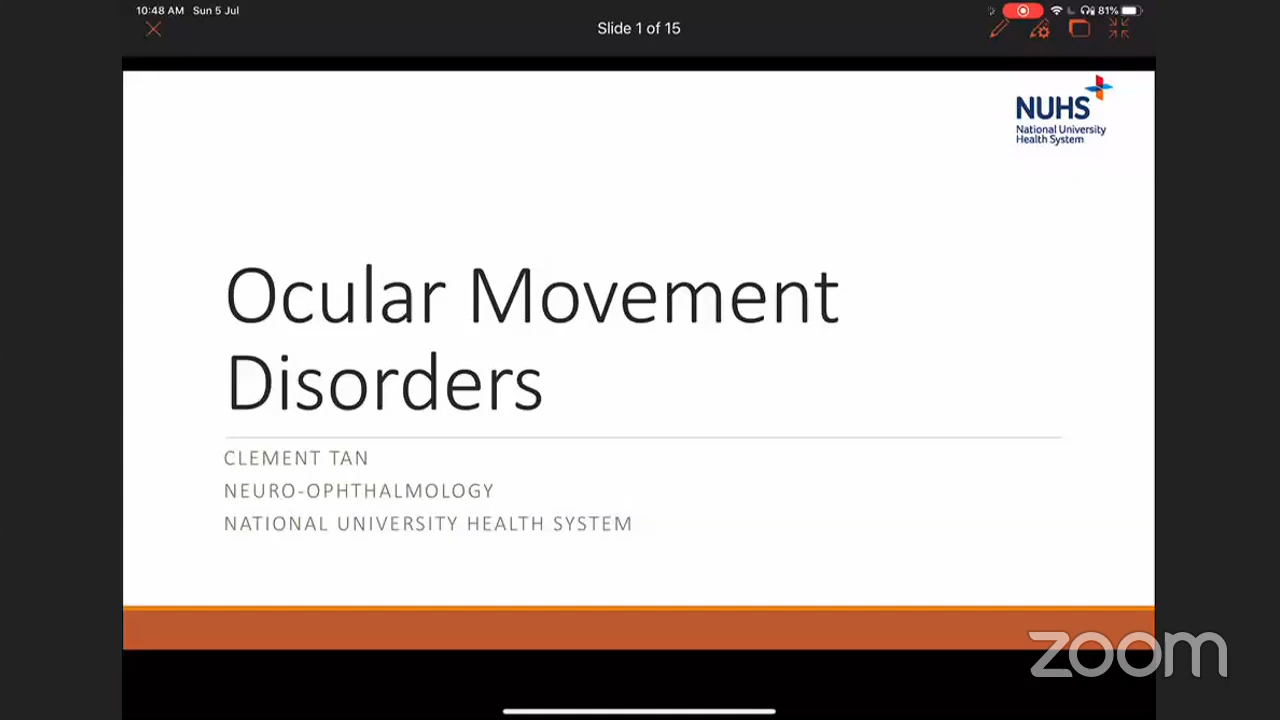 10:48 AM Sun 5 Jul
81%
Slide 1 of 15
NUHS
National University
Health System
Ocular Movement
Disorders
CLEMENT TAN
NEURO-OPHTHALMOLOGY
NATIONAL UNIVERSITY HEALTH SYSTEM
zoom